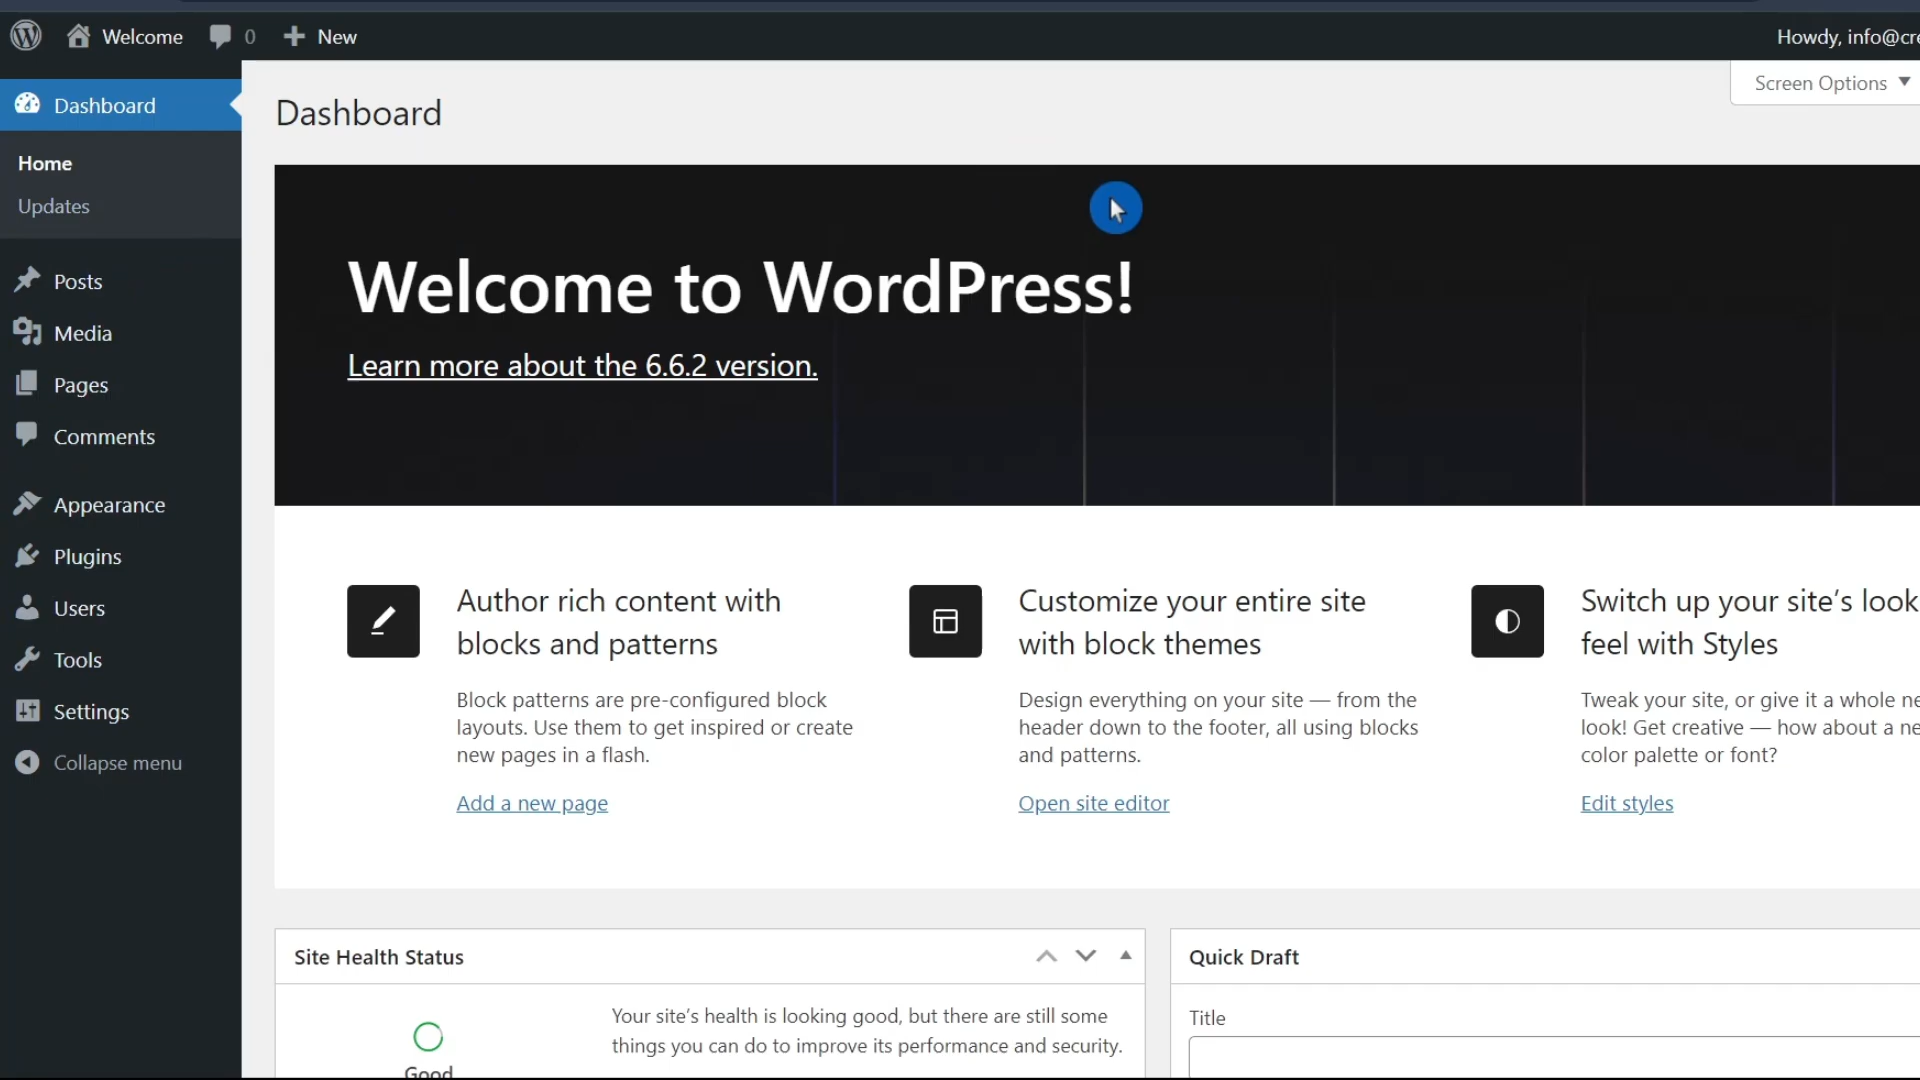 Welcome 0 New
Howdy, info@cre
Screen Options
Dashboard
Home
Updates
Posts
Media
Pages
Comments
Appearance
Plugins
Users
Tools
Settings
Collapse menu
Dashboard
Welcome to WordPress!
Learn more about the 6.6.2 version.
Author rich content with
blocks and patterns
Block patterns are pre-configured block
layouts. Use them to get inspired or create
new pages in a flash.
Add a new page
Customize your entire site
with block themes
Design everything on your site — from the
header down to the footer, all using blocks
and patterns.
Open site editor
Switch up your site’s look
feel with Styles
Tweak your site, or give it a whole ne
look! Get creative — how about a ne
color palette or font?
Edit styles
Site Health Status
Good
Your site’s health is looking good, but there are still some
things you can do to improve its performance and security.
Quick Draft
Title